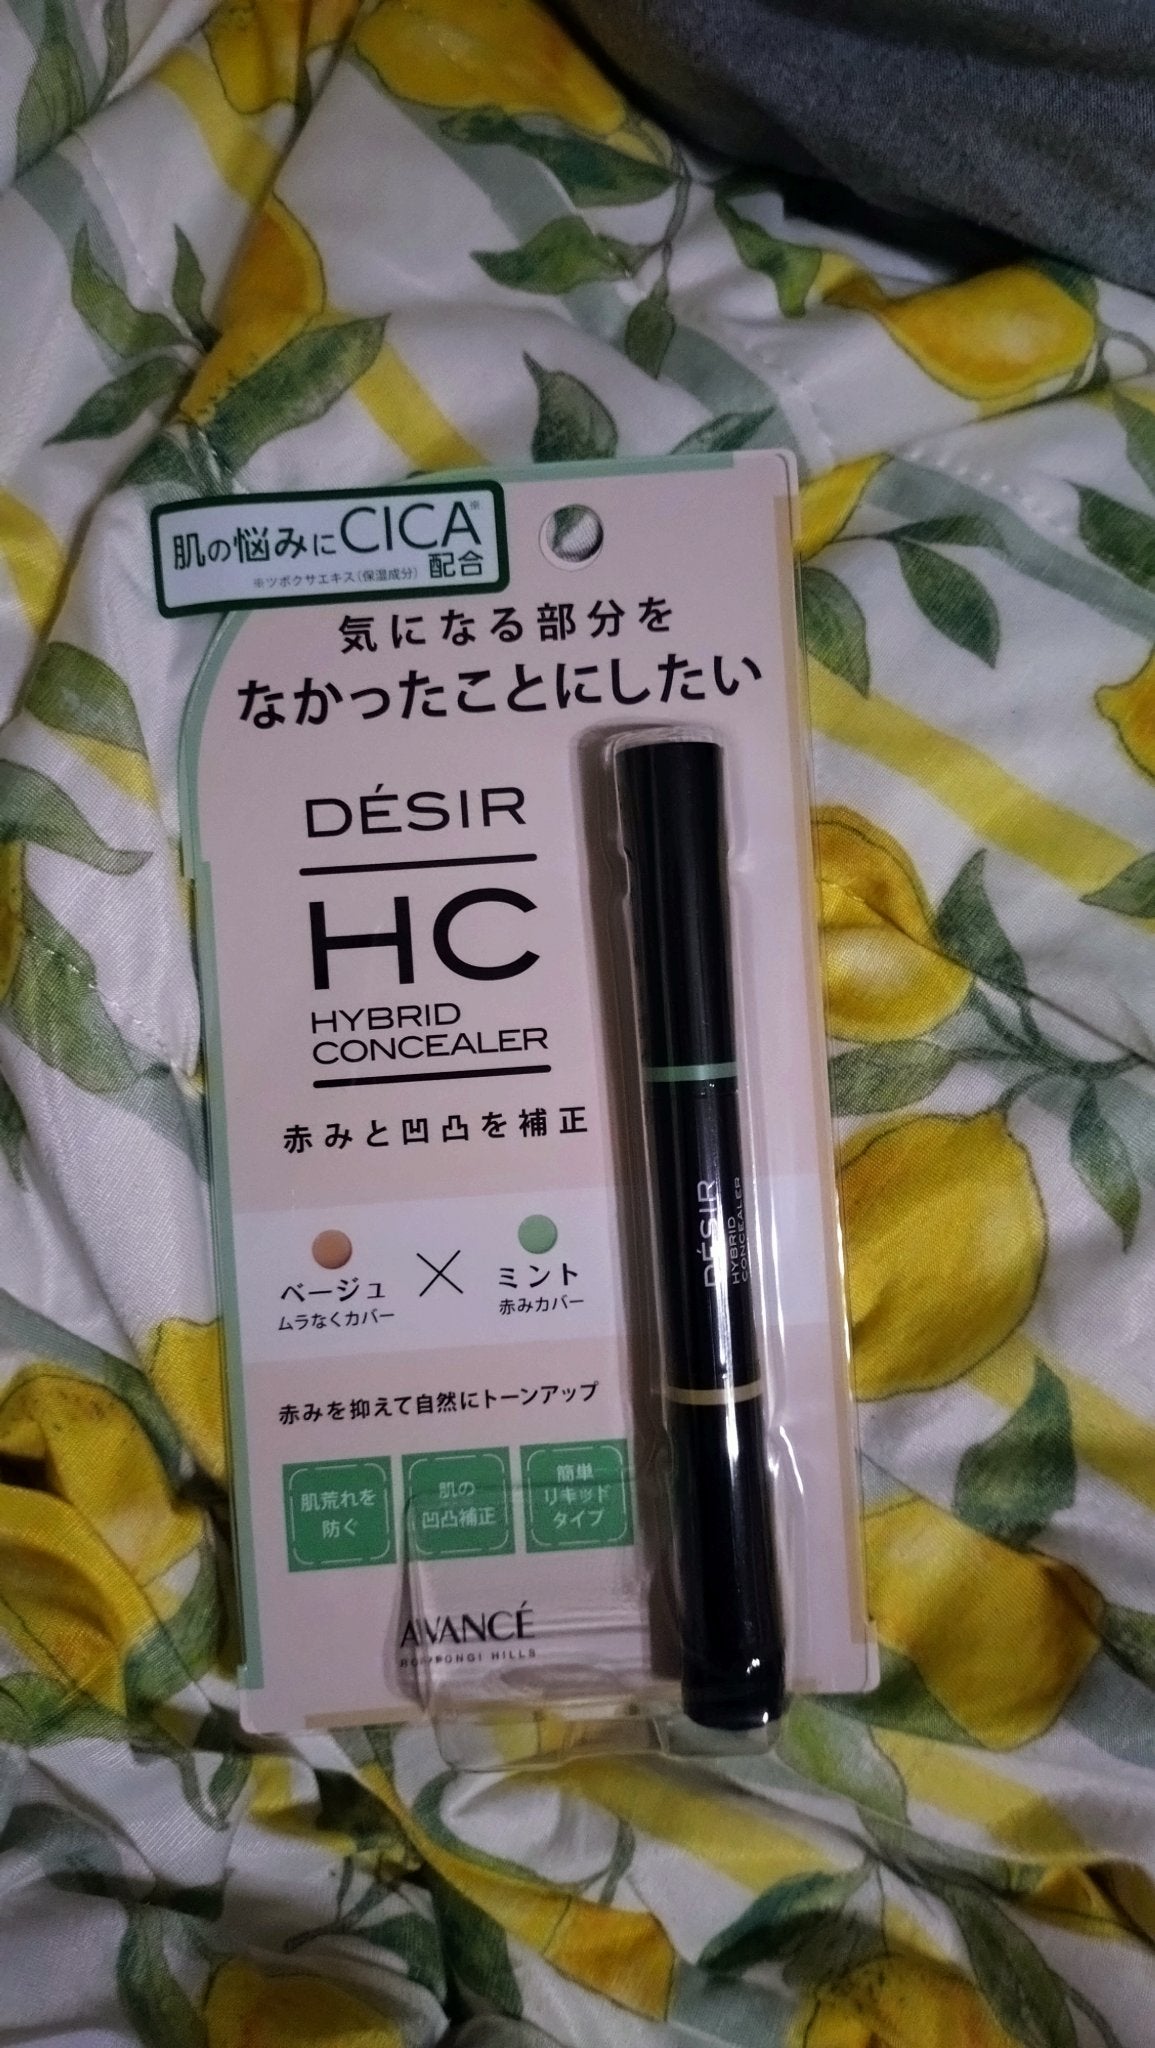 肌の悩みにCICA※
配合
※ツボクサエキス(保湿成分)
気になる部分を
なかったことにしたい
DÉSIR
HC
HYBRID
CONCEALER
赤みと凹凸を補正
ベージュ
ムラなくカバー
×
ミント
赤みカバー
赤みを抑えて自然にトーンアップ
肌荒れを
防ぐ
肌の
凹凸補正
簡単
リキッド
タイプ
AVANCÉ
ROPPONGI HILLS
DÉSIR
HYBRID
CONCEALER